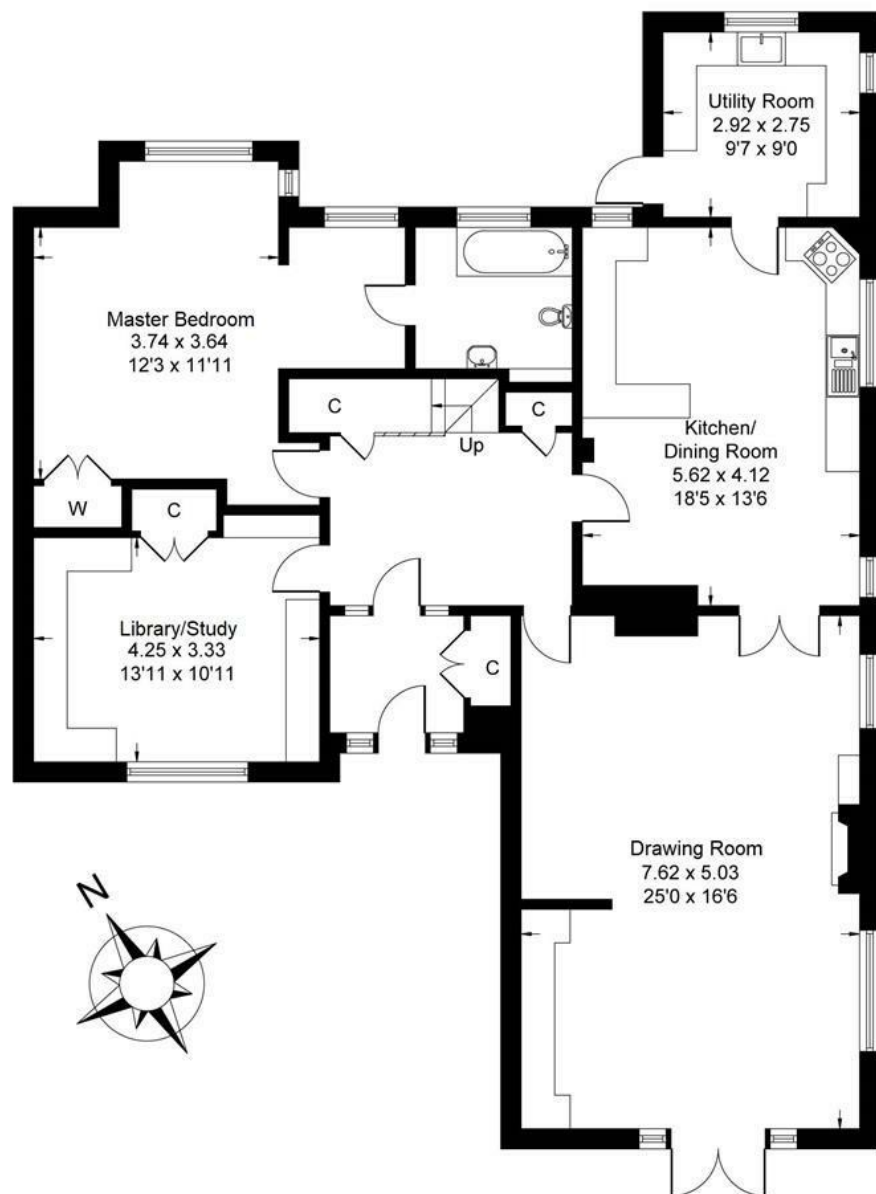 Utility Room
2.92 x 2.75
9'7 x 9'0
Master Bedroom
3.74 x 3.64
12'3 x 11'11
C
Up
C
Kitchen/
Dining Room
5.62 x 4.12
18'5 x 13'6
W
C
Library/Study
4.25 x 3.33
13'11 x 10'11
C
Drawing Room
7.62 x 5.03
25'0 x 16'6
N